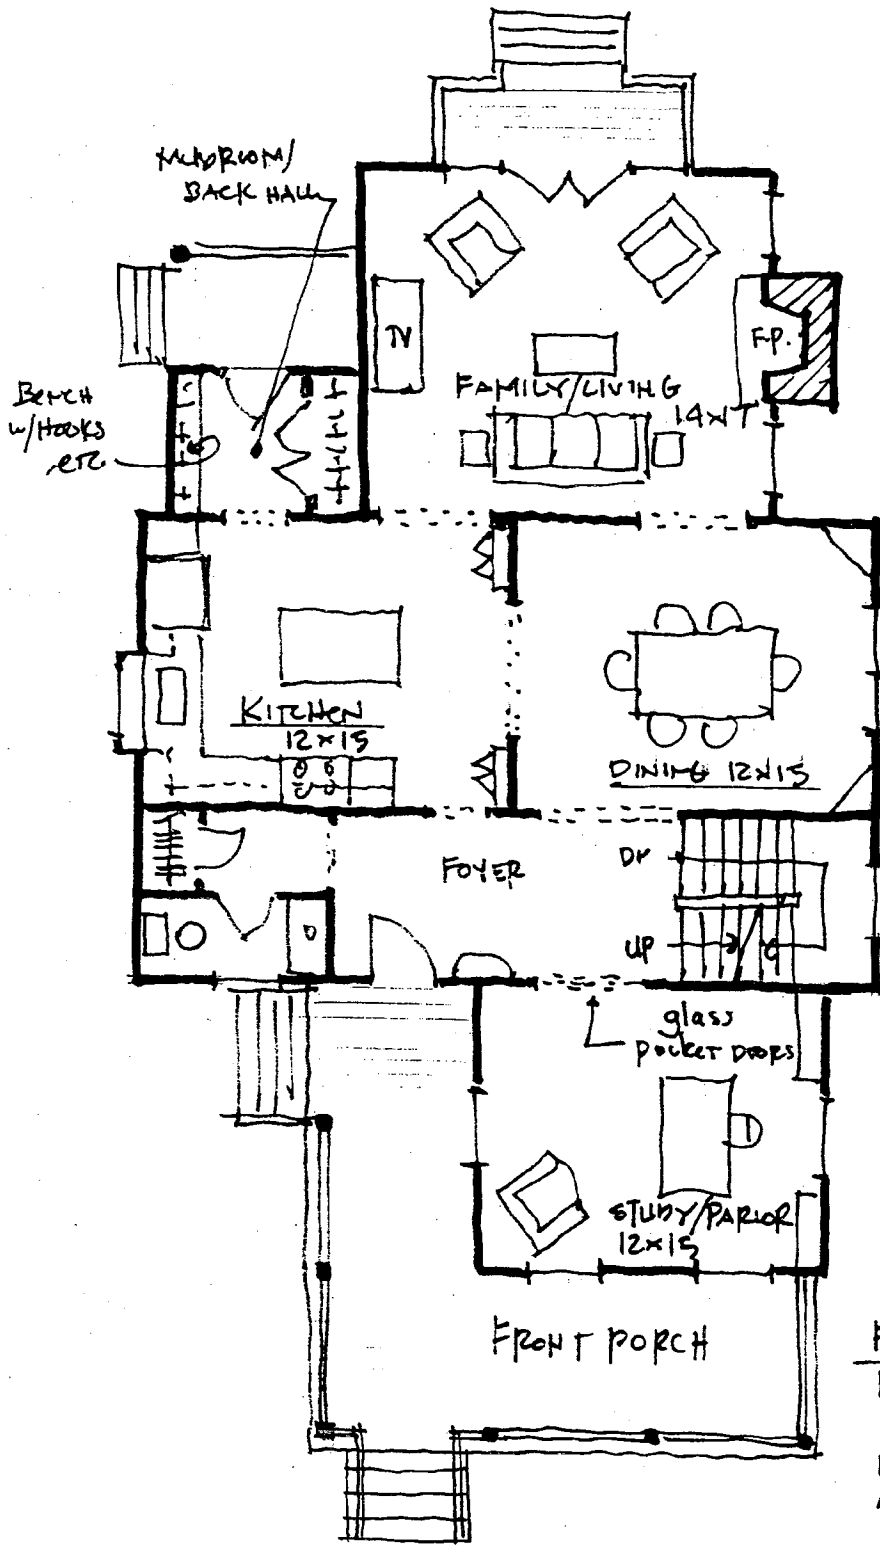 MUDROOM/
BACK HALL
BENCH
W/HOOKS
ETC
TV
F.P.
FAMILY/LIVING
14x17
KITCHEN
12x15
DINING 12x15
FOYER
DN
UP
glass
POCKET DOORS
STUDY/PARLOR
12x15
FRONT PORCH